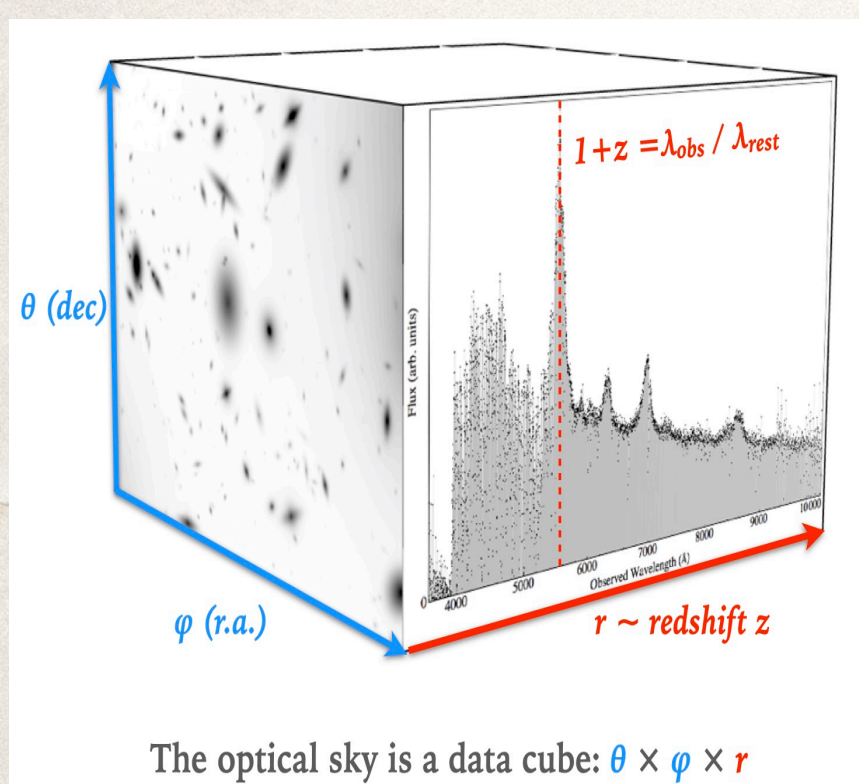 1+z =λobs / λrest
θ (dec)
Flux (arb. units)
0
4000
5000
6000
7000
8000
9000
10000
Observed Wavelength (Å)
φ (r.a.)
r ~ redshift z
The optical sky is a data cube: θ × φ × r